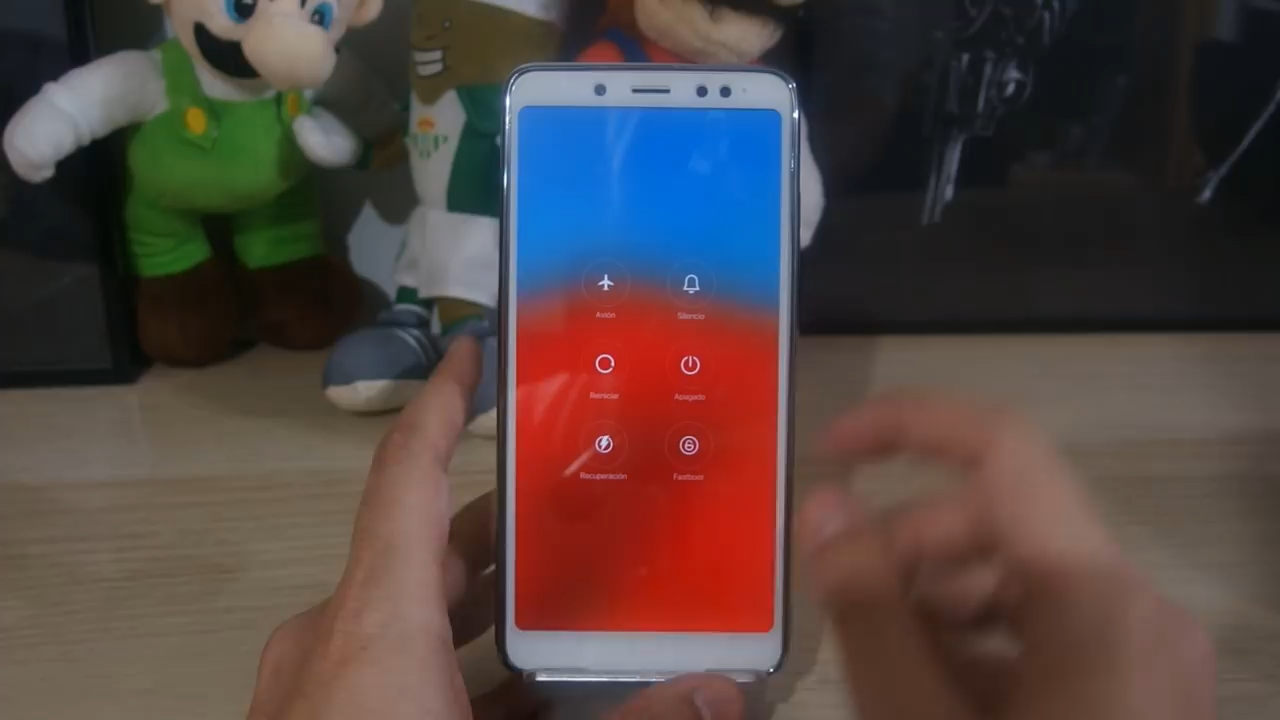 Avión
Silencio
Reiniciar
Apagado
Recuperación
Fastboot